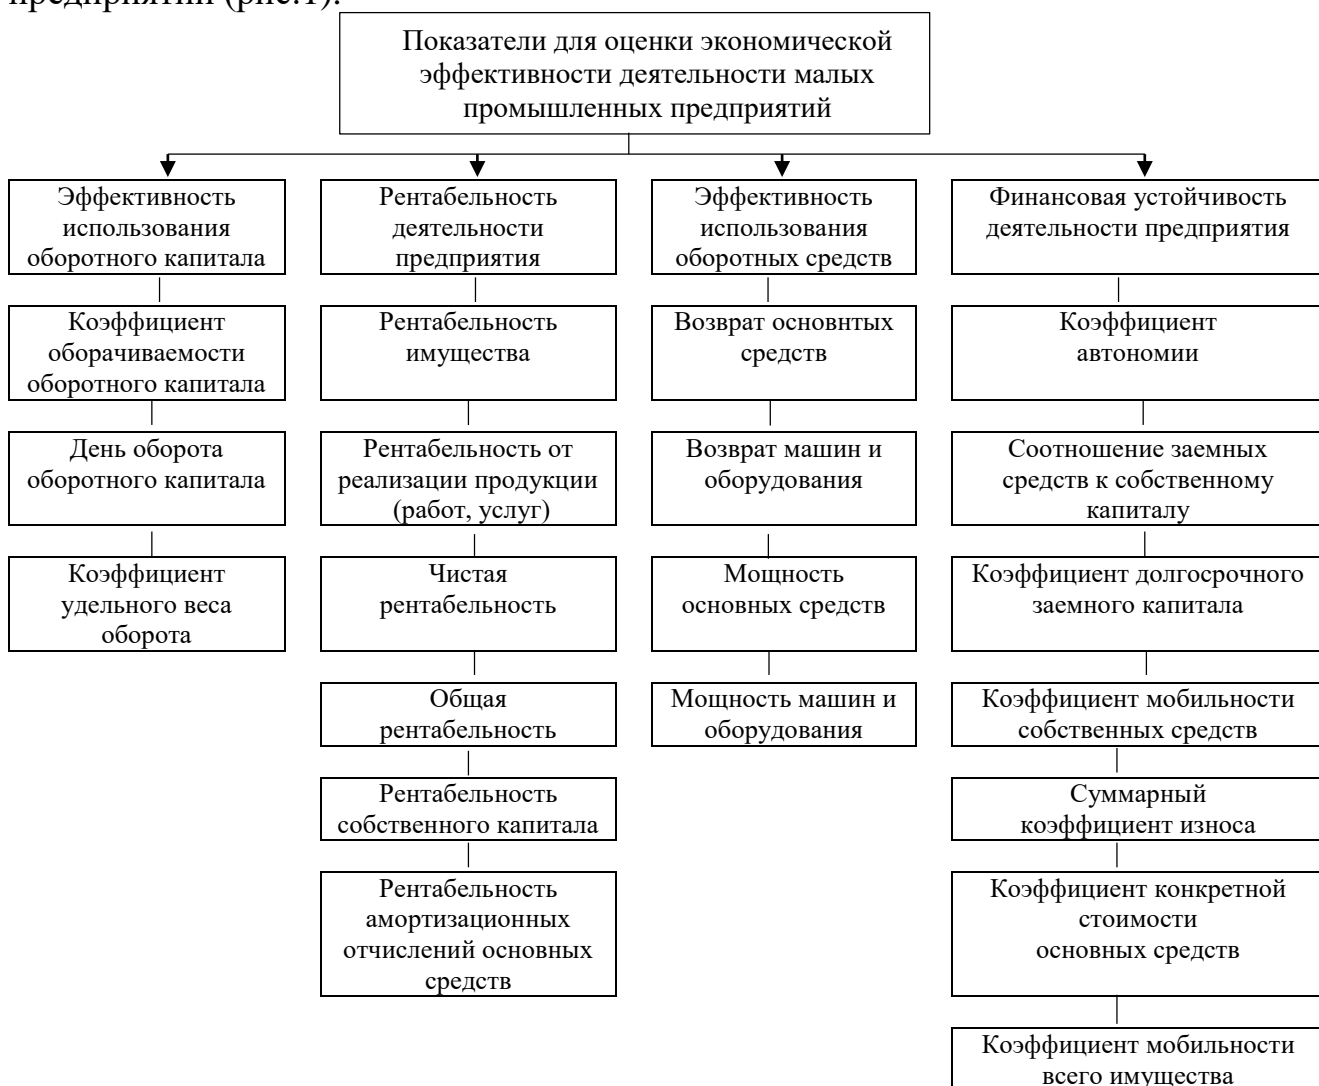 предприятий (рис.1).
Показатели для оценки экономической
эффективности деятельности малых
промышленных предприятий
Эффективность
использования
оборотного капитала
Коэффициент
оборачиваемости
оборотного капитала
День оборота
оборотного капитала
Коэффициент
удельного веса
оборота
Рентабельность
деятельности
предприятия
Рентабельность
имущества
Рентабельность от
реализации продукции
(работ, услуг)
Чистая
рентабельность
Общая
рентабельность
Рентабельность
собственного капитала
Рентабельность
амортизационных
отчислений основных
средств
Эффективность
использования
оборотных средств
Возврат основнтых
средств
Возврат машин и
оборудования
Мощность
основных средств
Мощность машин и
оборудования
Финансовая устойчивость
деятельности предприятия
Коэффициент
автономии
Соотношение заемных
средств к собственному
капиталу
Коэффициент долгосрочного
заемного капитала
Коэффициент мобильности
собственных средств
Суммарный
коэффициент износа
Коэффициент конкретной
стоимости
основных средств
Коэффициент мобильности
всего имущества